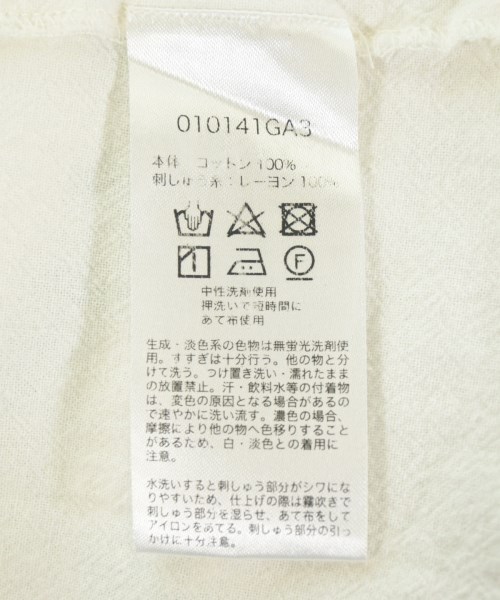 010141GA3
本体 コットン100%
刺しゅう糸：レーヨン100%
F
中性洗剤使用
押洗いで短時間に
あて布使用
生成・淡色系の色物は無蛍光洗剤使
用。すすぎは十分行う。他の物と分
けて洗う。つけ置き洗い・濡れたまま
の放置禁止。汗・飲料水等の付着物
は、変色の原因となる場合があるの
で速やかに洗い流す。濃色の場合、
摩擦により他の物へ色移りすること
があるため、白・淡色との着用に
注意。
水洗いすると刺しゅう部分がシワにな
りやすいため、仕上げの際は霧吹きで
刺しゅう部分を湿らせ、あて布をして
アイロンをあてる。刺しゅう部分の引っ
かけに十分注意。